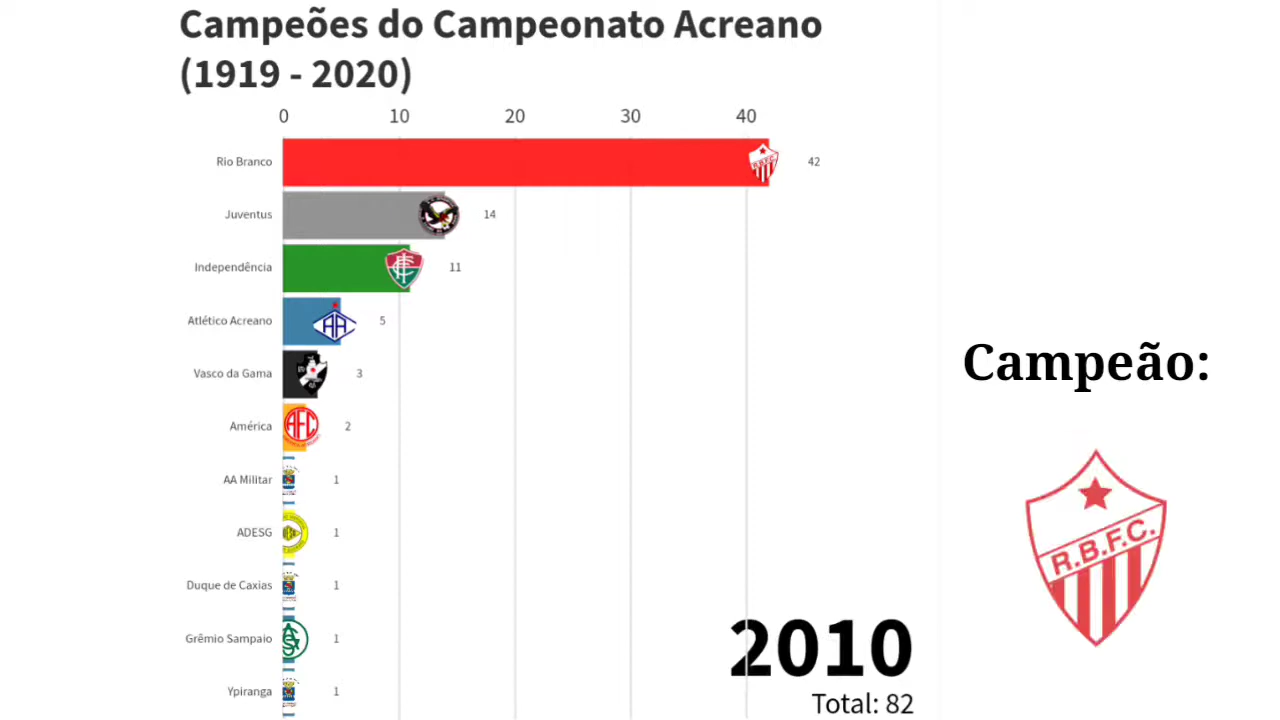 Campeões do Campeonato Acreano
(1919 - 2020)
0 10 20 30 40
Rio Branco R.B.F.C. 42
Juventus 14
Independência 11
Atlético Acreano AA 5
Vasco da Gama 3
América AFC 2
AA Militar 1
ADESG 1
Duque de Caxias 1
Grêmio Sampaio 1
Ypiranga 1
Campeão:
R.B.F.C.
2010
Total: 82